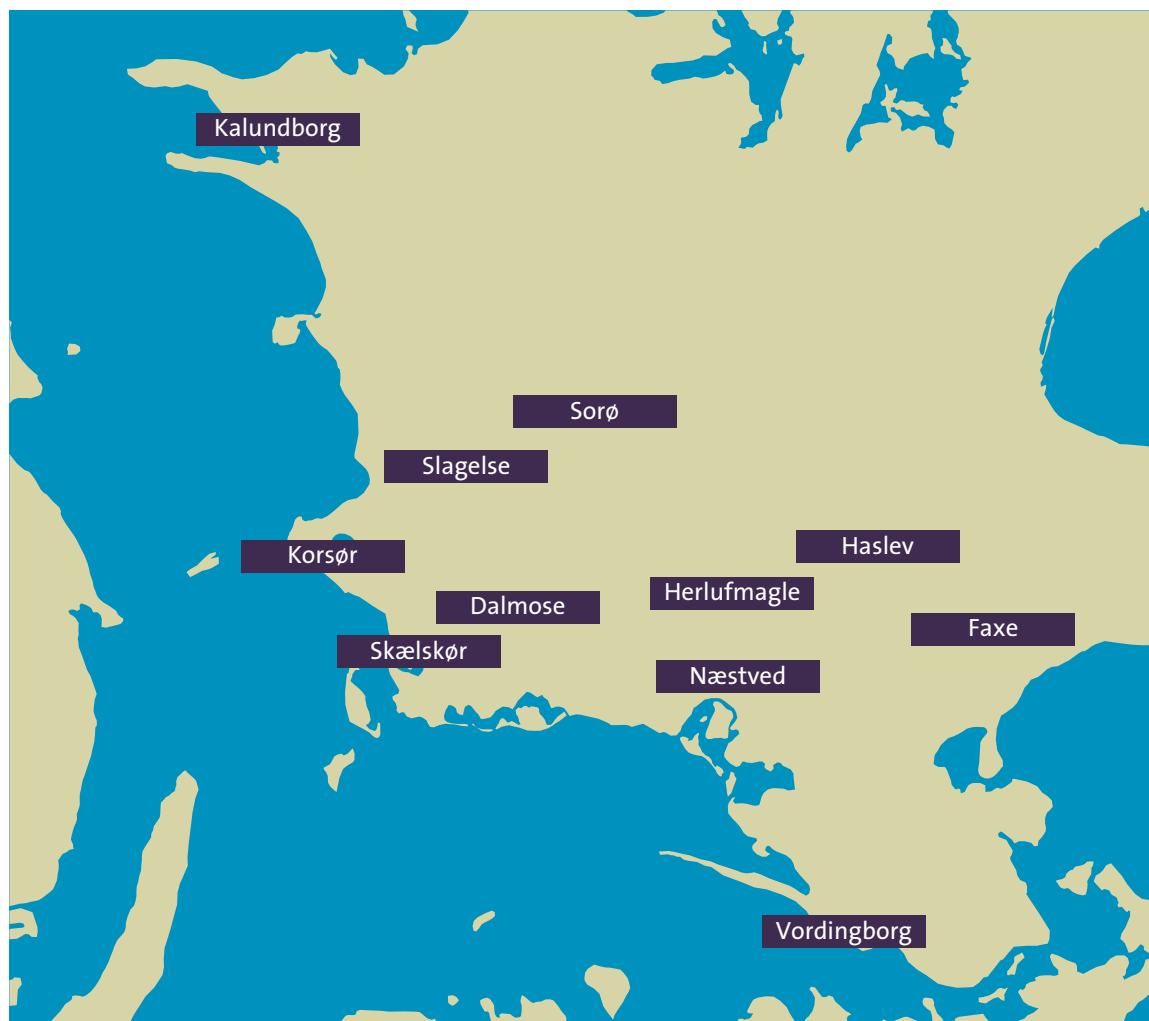 Kalundborg
Sorø
Slagelse
Haslev
Korsør
Herlufmagle
Dalmose
Faxe
Skælskør
Næstved
Vordingborg